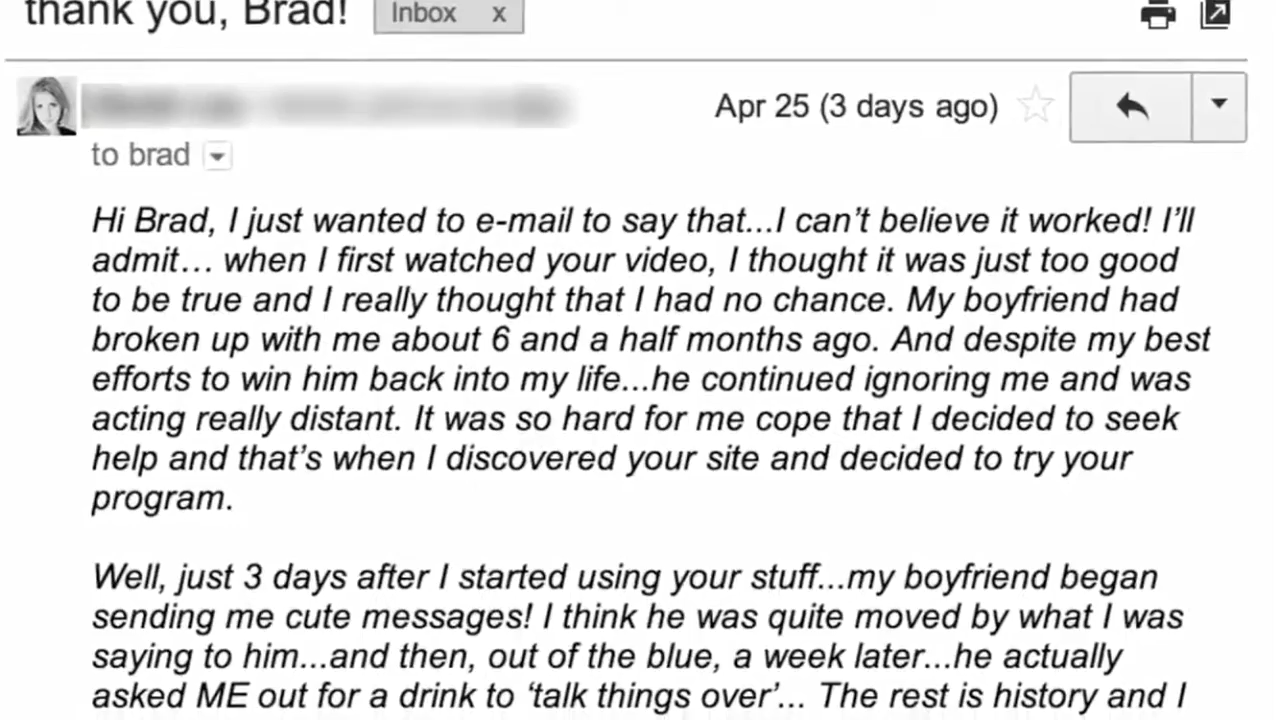 thank you, Brad!
Inbox x
Apr 25 (3 days ago)
to brad
Hi Brad, I just wanted to e-mail to say that...I can't believe it worked! I'll
admit... when I first watched your video, I thought it was just too good
to be true and I really thought that I had no chance. My boyfriend had
broken up with me about 6 and a half months ago. And despite my best
efforts to win him back into my life...he continued ignoring me and was
acting really distant. It was so hard for me cope that I decided to seek
help and that's when I discovered your site and decided to try your
program.
Well, just 3 days after I started using your stuff...my boyfriend began
sending me cute messages! I think he was quite moved by what I was
saying to him...and then, out of the blue, a week later...he actually
asked ME out for a drink to 'talk things over'... The rest is history and I